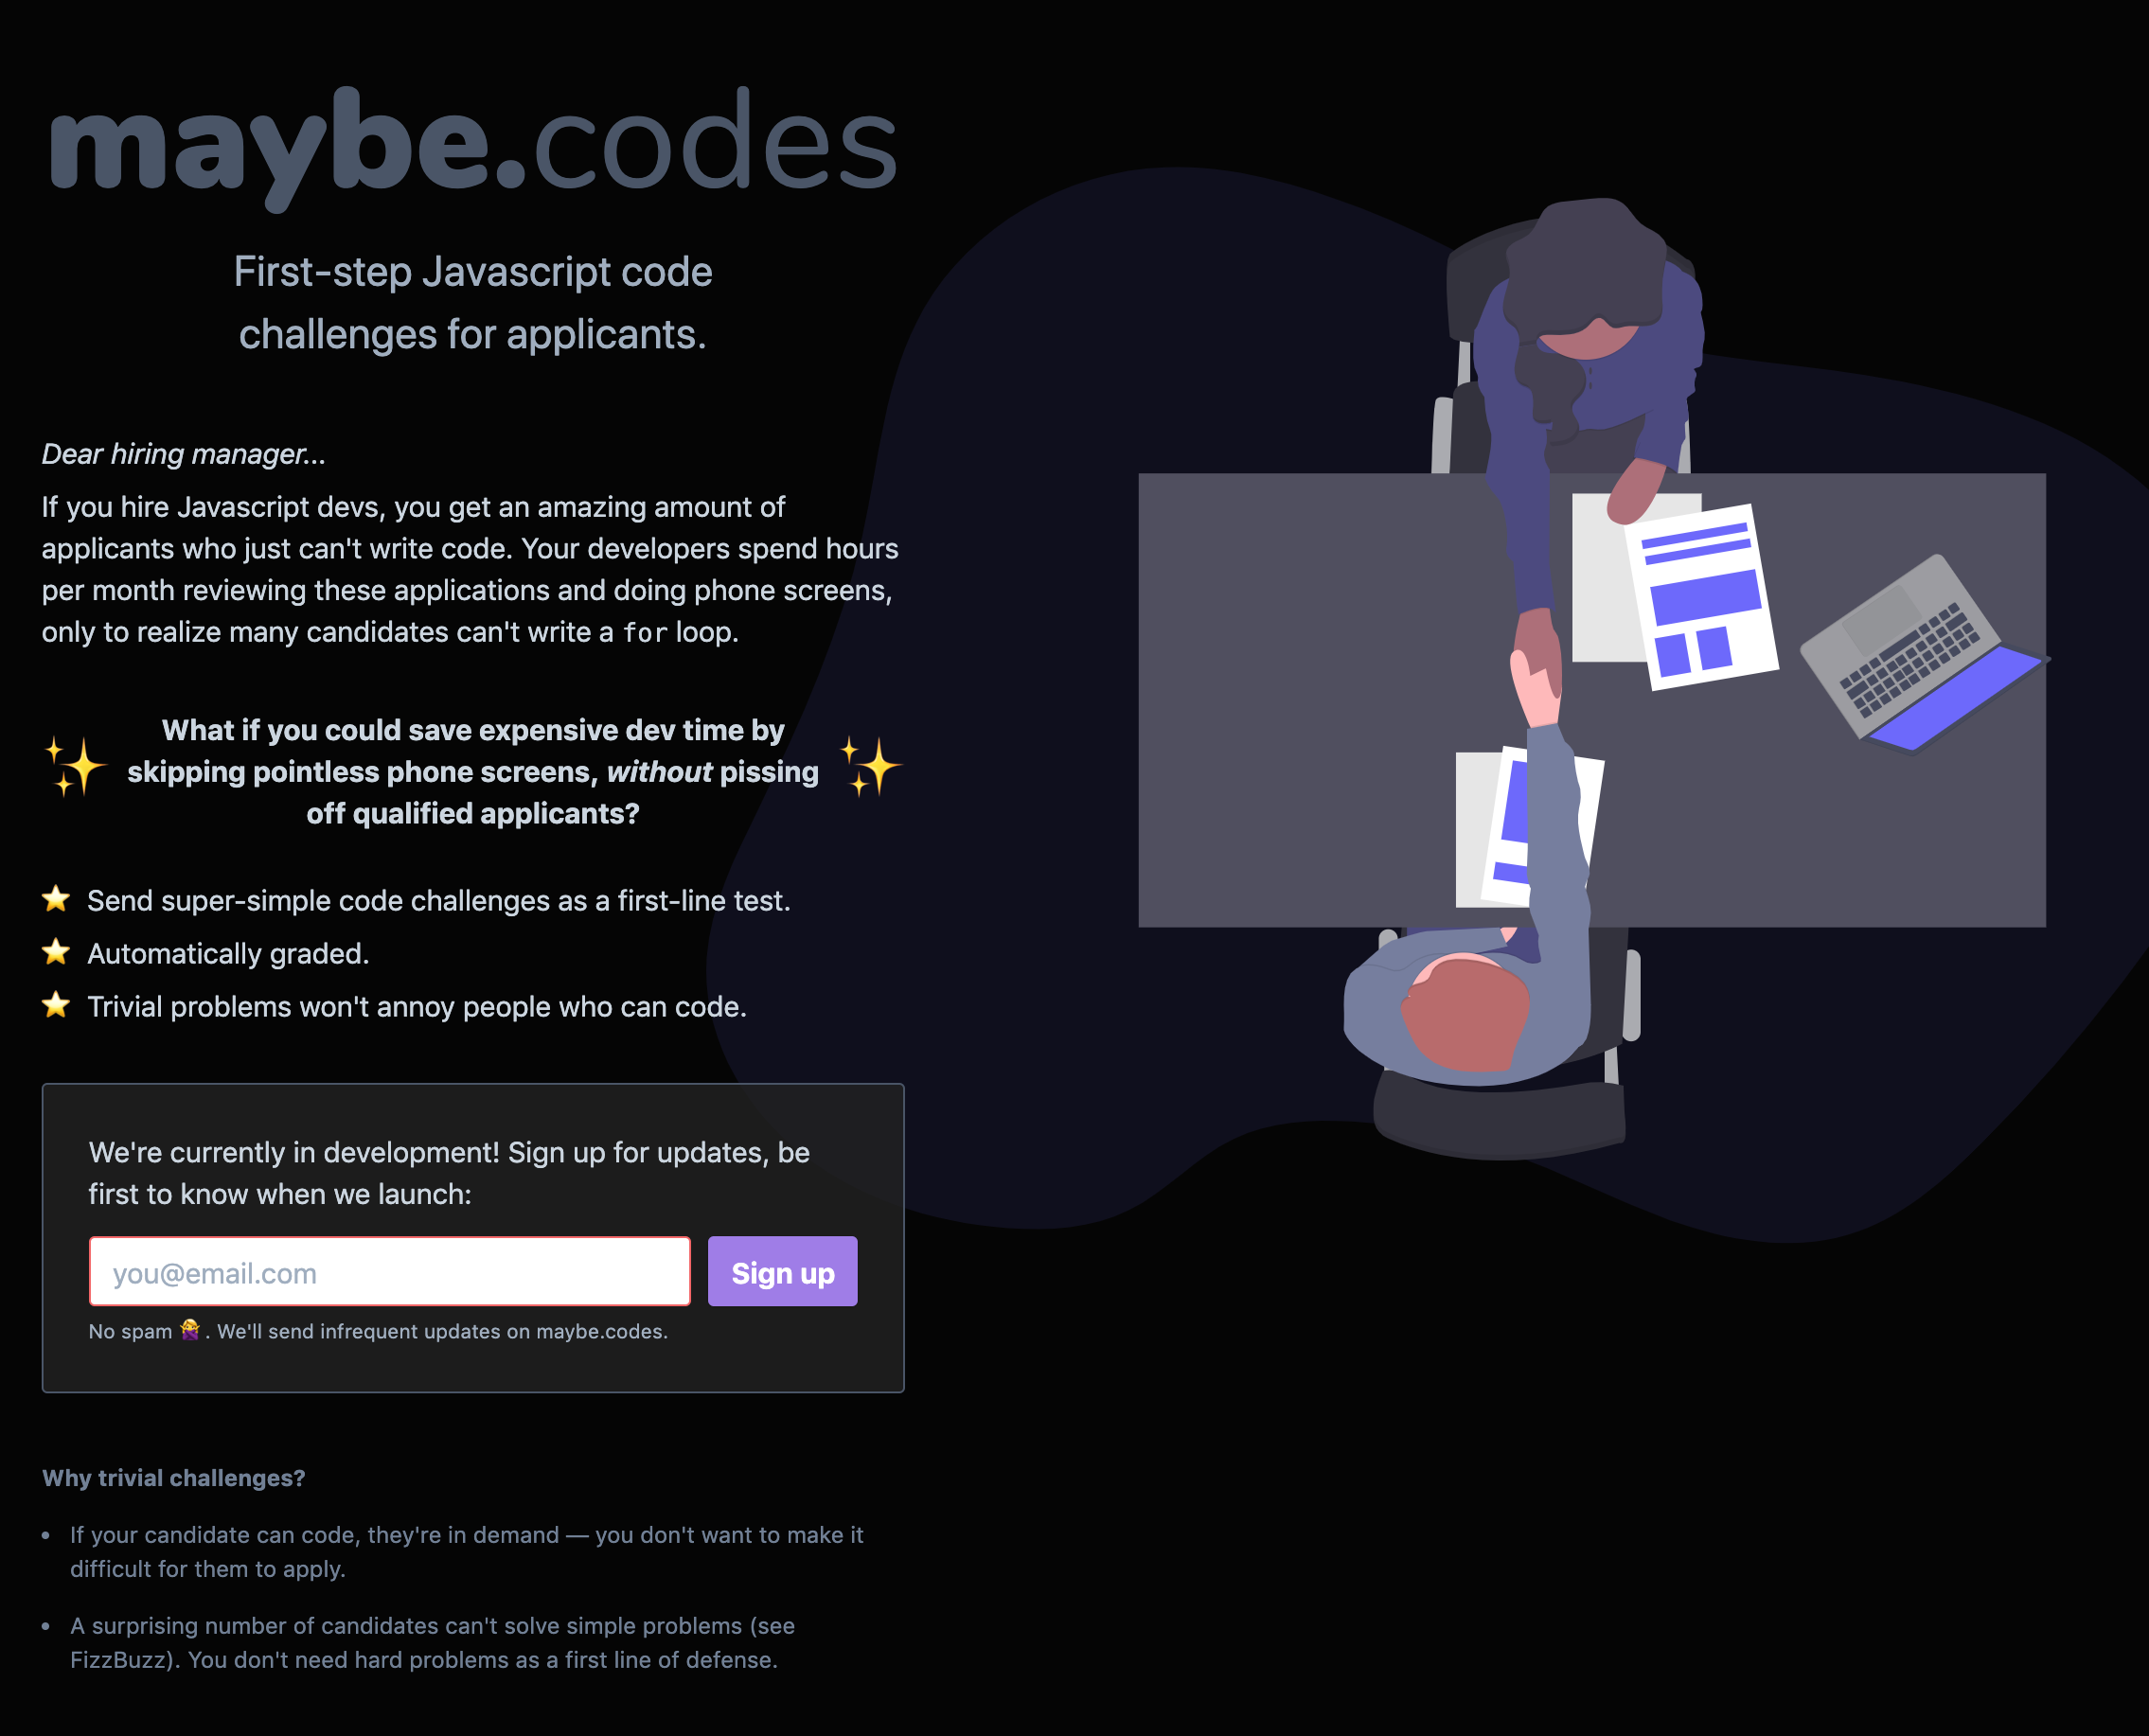 maybe.codes
First-step Javascript code
challenges for applicants.
Dear hiring manager...
If you hire Javascript devs, you get an amazing amount of
applicants who just can't write code. Your developers spend hours
per month reviewing these applications and doing phone screens,
only to realize many candidates can't write a for loop.
What if you could save expensive dev time by
skipping pointless phone screens, without pissing
off qualified applicants?
Send super-simple code challenges as a first-line test.
Automatically graded.
Trivial problems won't annoy people who can code.
We're currently in development! Sign up for updates, be
first to know when we launch:
you@email.com
Sign up
No spam 🙅‍♀️. We'll send infrequent updates on maybe.codes.
Why trivial challenges?
• If your candidate can code, they're in demand — you don't want to make it
difficult for them to apply.
• A surprising number of candidates can't solve simple problems (see
FizzBuzz). You don't need hard problems as a first line of defense.